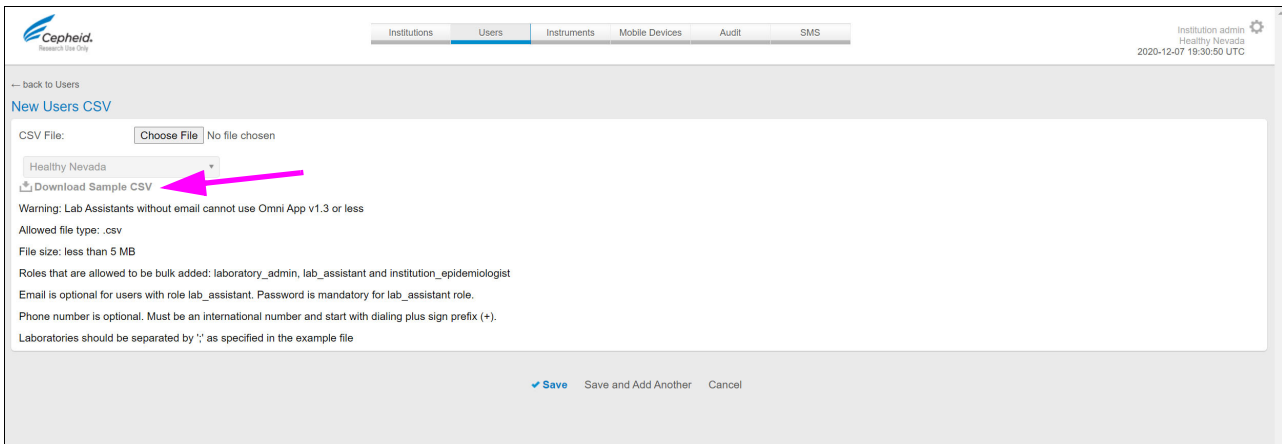 Cepheid.
Research Use Only
Institutions Users Instruments Mobile Devices Audit SMS
Institution admin
Healthy Nevada
2020-12-07 19:30:50 UTC
← back to Users
New Users CSV
CSV File: Choose File No file chosen
Healthy Nevada
Download Sample CSV
Warning: Lab Assistants without email cannot use Omni App v1.3 or less
Allowed file type: .csv
File size: less than 5 MB
Roles that are allowed to be bulk added: laboratory_admin, lab_assistant and institution_epidemiologist
Email is optional for users with role lab_assistant. Password is mandatory for lab_assistant role.
Phone number is optional. Must be an international number and start with dialing plus sign prefix (+).
Laboratories should be separated by ';' as specified in the example file
Save Save and Add Another Cancel